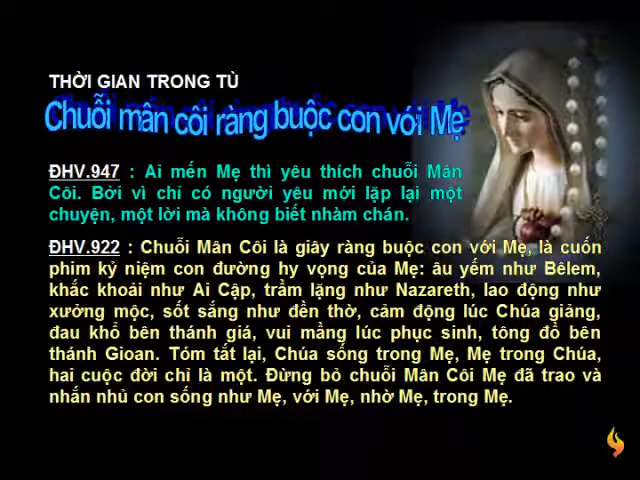 THỜI GIAN TRONG TÙ
Chuỗi mân côi ràng buộc con với Mẹ
ĐHV.947 : Ai mến Mẹ thì yêu thích chuỗi Mân
Côi. Bởi vì chỉ có người yêu mới lặp lại một
chuyện, một lời mà không biết nhàm chán.
ĐHV.922 : Chuỗi Mân Côi là giây ràng buộc con với Mẹ, là cuốn
phim kỷ niệm con đường hy vọng của Mẹ: âu yếm như Bêlem,
khắc khoải như Ai Cập, trầm lặng như Nazareth, lao động như
xưởng mộc, sốt sắng như đền thờ, cảm động lúc Chúa giảng,
đau khổ bên thánh giá, vui mầng lúc phục sinh, tông đồ bên
thánh Gioan. Tóm tắt lại, Chúa sống trong Mẹ, Mẹ trong Chúa,
hai cuộc đời chỉ là một. Đừng bỏ chuỗi Mân Côi Mẹ đã trao và
nhắn nhủ con sống như Mẹ, với Mẹ, nhờ Mẹ, trong Mẹ.